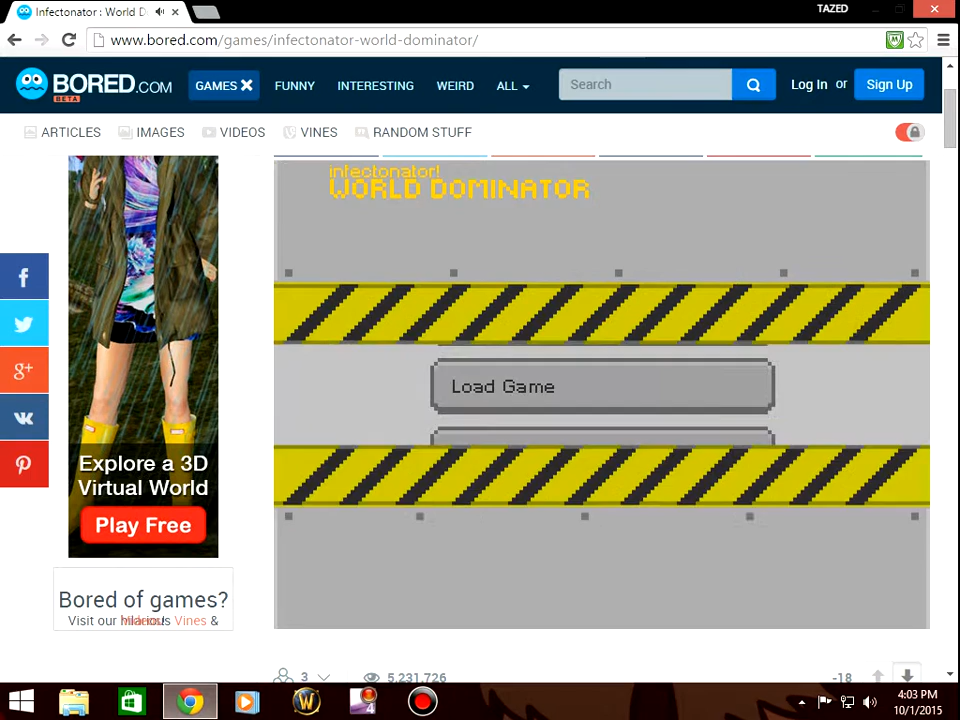 Infectonator : World D
TAZED
www.bored.com/games/infectonator-world-dominator/
BORED.COM
BETA
GAMES
FUNNY
INTERESTING
WEIRD
ALL
Search
Log In or Sign Up
ARTICLES
IMAGES
VIDEOS
VINES
RANDOM STUFF
infectonator!
WORLD DOMINATOR
Load Game
f
g+
Explore a 3D
Virtual World
Play Free
Bored of games?
Visit our Vines &
3
5,231,726
-18
4:03 PM
10/1/2015